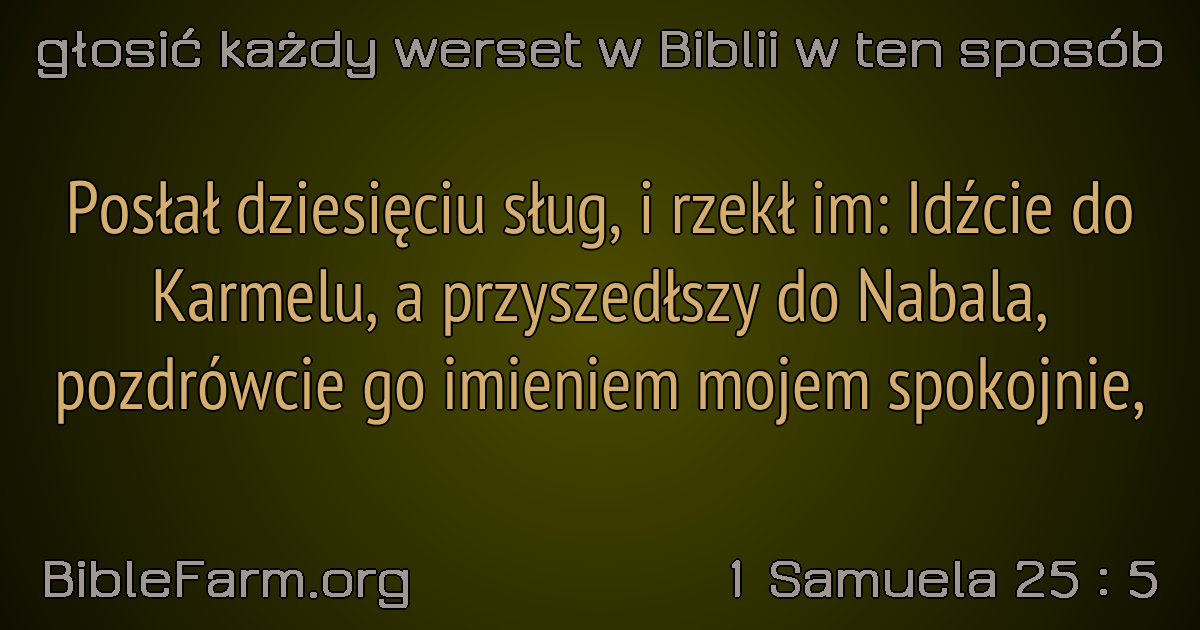 głosić każdy werset w Biblii w ten sposób
Posłał dziesięciu sług, i rzekł im: Idźcie do
Karmelu, a przyszedłszy do Nabala,
pozdrówcie go imieniem mojem spokojnie,
BibleFarm.org
1 Samuela 25 : 5